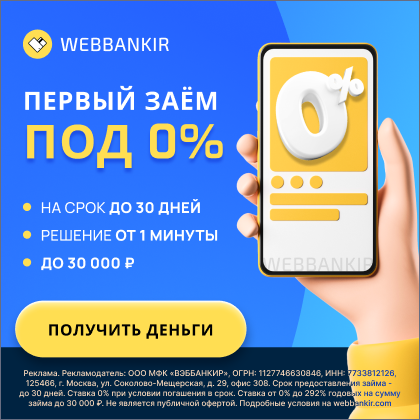 WEBBANKIR
ПЕРВЫЙ ЗАЁМ
ПОД 0%
0%
НА СРОК ДО 30 ДНЕЙ
РЕШЕНИЕ ОТ 1 МИНУТЫ
ДО 30 000 ₽
WEBBANKIR
ПОЛУЧИТЬ ДЕНЬГИ
Реклама. Рекламодатель: ООО МФК «ВЭББАНКИР», ОГРН: 1127746630846, ИНН: 7733812126,
125466, г. Москва, ул. Соколово-Мещерская, д. 29, офис 308. Срок предоставления займа -
до 30 дней. Ставка 0% при условии погашения в срок. Ставка от 0% до 292% годовых на сумму
займа до 30 000 ₽. Не является публичной офертой. Подробные условия на webbankir.com